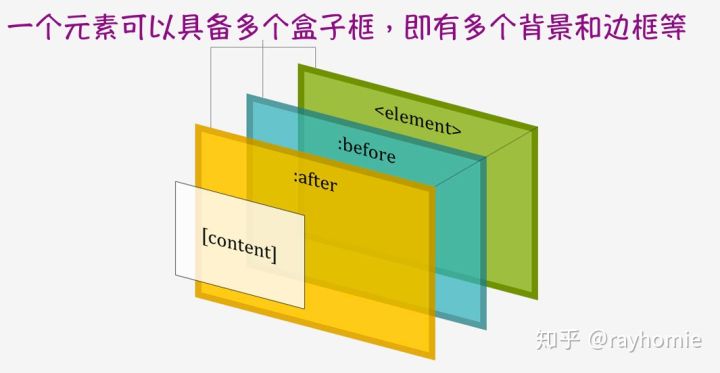 一个元素可以具备多个盒子框，即有多个背景和边框等
<element>
:before
:after
[content]
知乎 @rayhomie